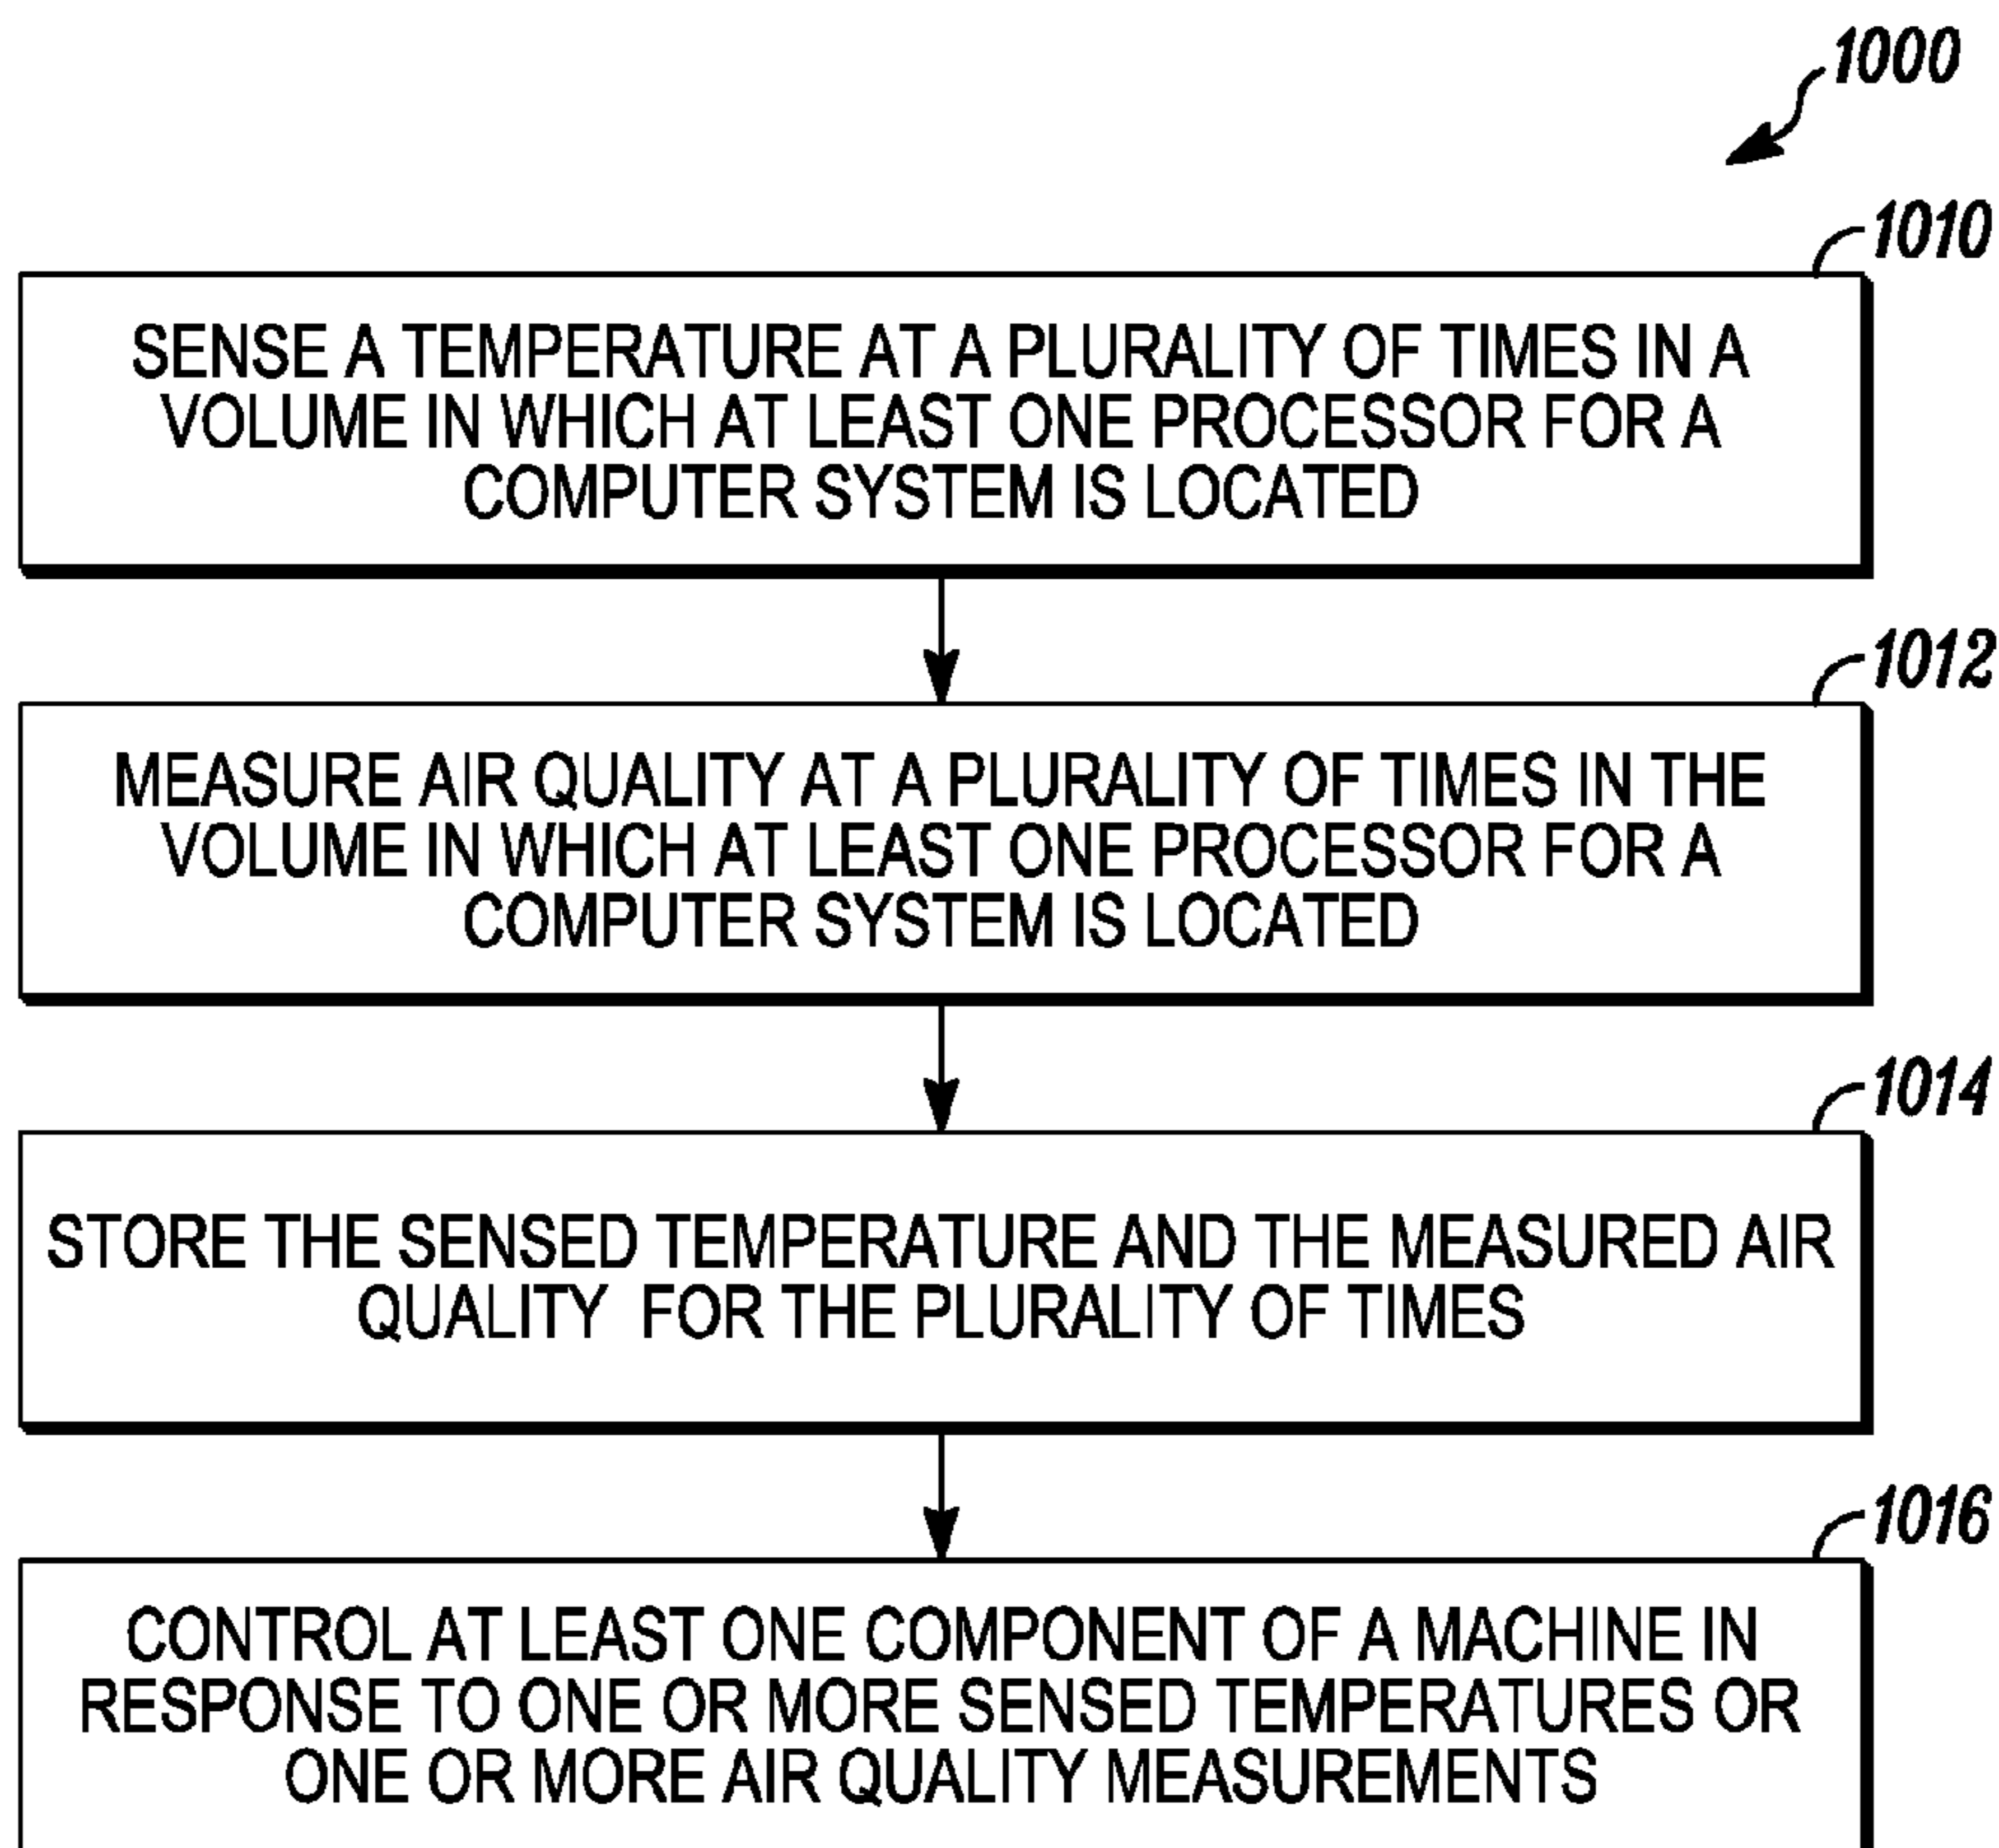 1000
1010
SENSE A TEMPERATURE AT A PLURALITY OF TIMES IN A
VOLUME IN WHICH AT LEAST ONE PROCESSOR FOR A
COMPUTER SYSTEM IS LOCATED
1012
MEASURE AIR QUALITY AT A PLURALITY OF TIMES IN THE
VOLUME IN WHICH AT LEAST ONE PROCESSOR FOR A
COMPUTER SYSTEM IS LOCATED
1014
STORE THE SENSED TEMPERATURE AND THE MEASURED AIR
QUALITY FOR THE PLURALITY OF TIMES
1016
CONTROL AT LEAST ONE COMPONENT OF A MACHINE IN
RESPONSE TO ONE OR MORE SENSED TEMPERATURES OR
ONE OR MORE AIR QUALITY MEASUREMENTS